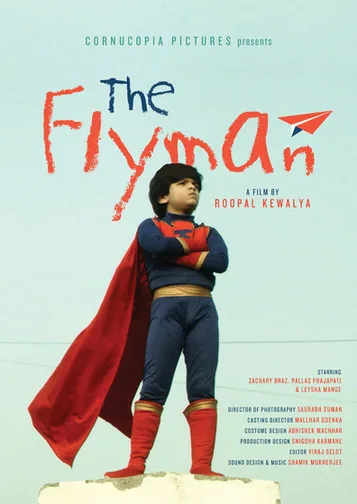 CORNUCOPIA PICTURES presents
The
Flyman
A FILM BY
ROOPAL KEWALYA
STARRING
ZACHARY BRAZ, PALLAS PRAJAPATI
& LEYSHA MANGE
DIRECTOR OF PHOTOGRAPHY SAURABH SUMAN
CASTING DIRECTOR MALLHAR GOENKA
COSTUME DESIGN ABHISHEK MACHHAR
PRODUCTION DESIGN SNIGDHA KARMAHE
EDITOR VIRAJ SELOT
SOUND DESIGN & MUSIC SHAMIK MUKHERJEE